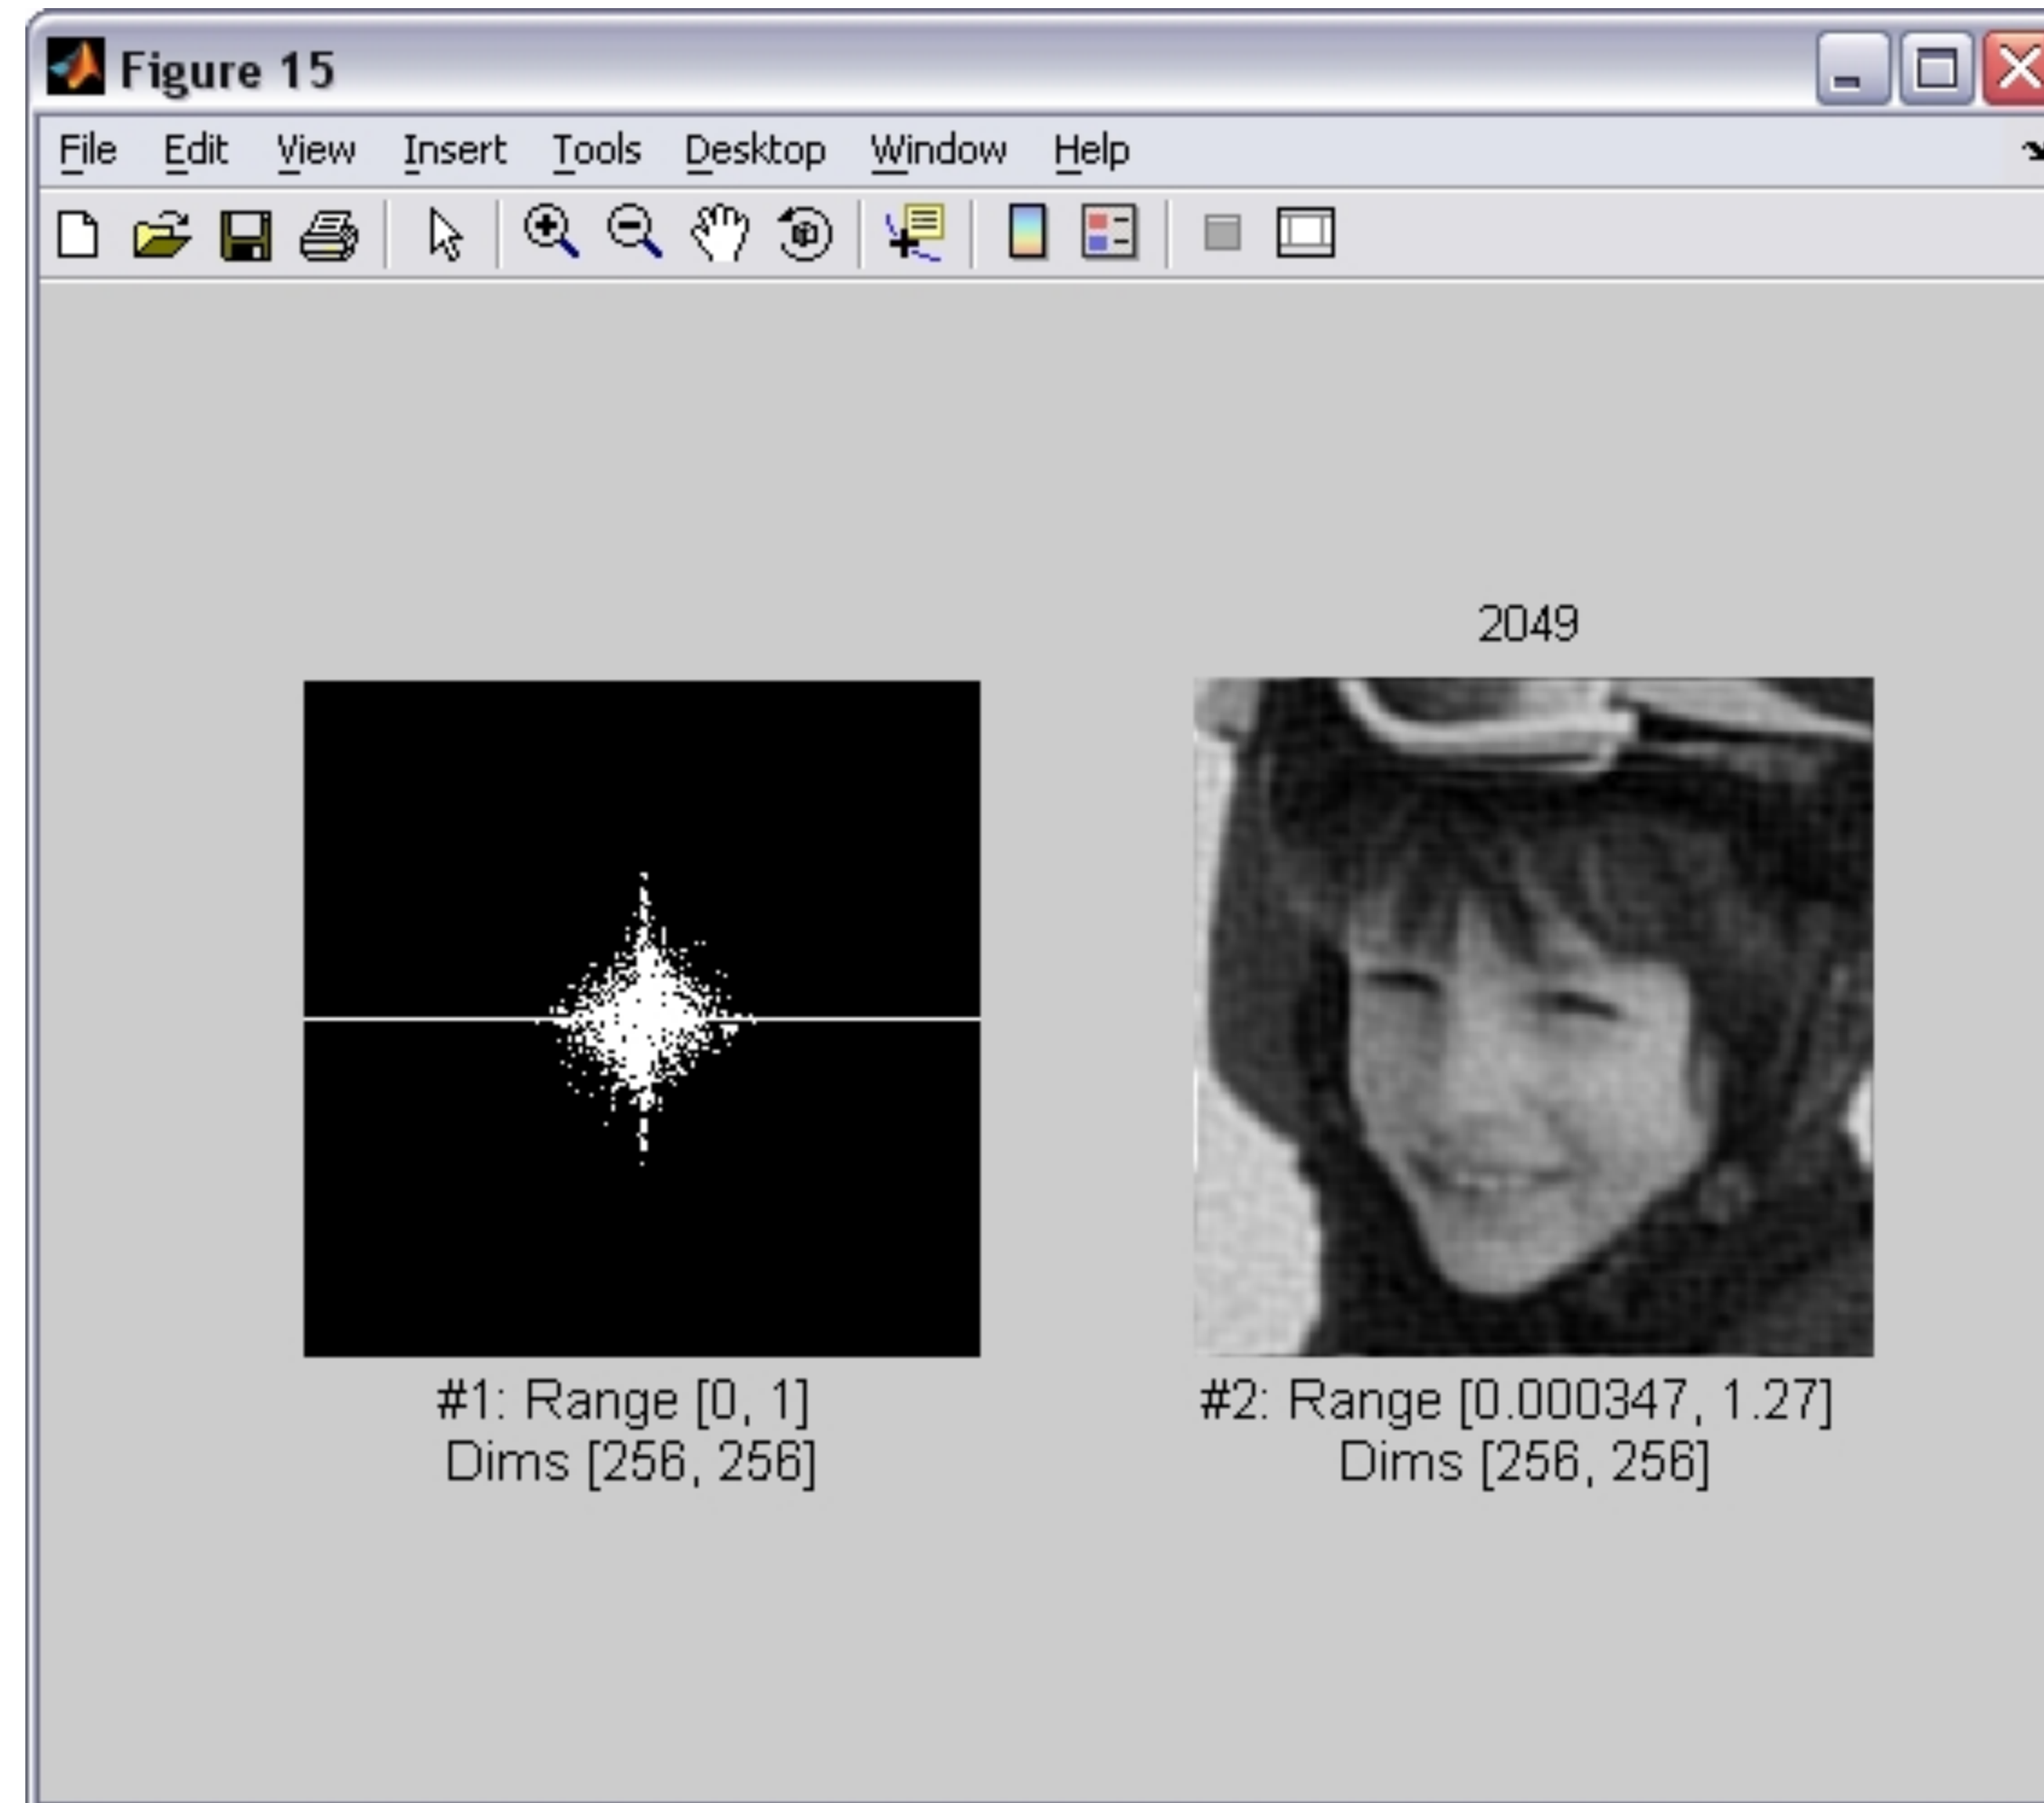 Figure 15
File Edit View Insert Tools Desktop Window Help
2049
#1: Range [0, 1]
Dims [256, 256]
#2: Range [0.000347, 1.27]
Dims [256, 256]